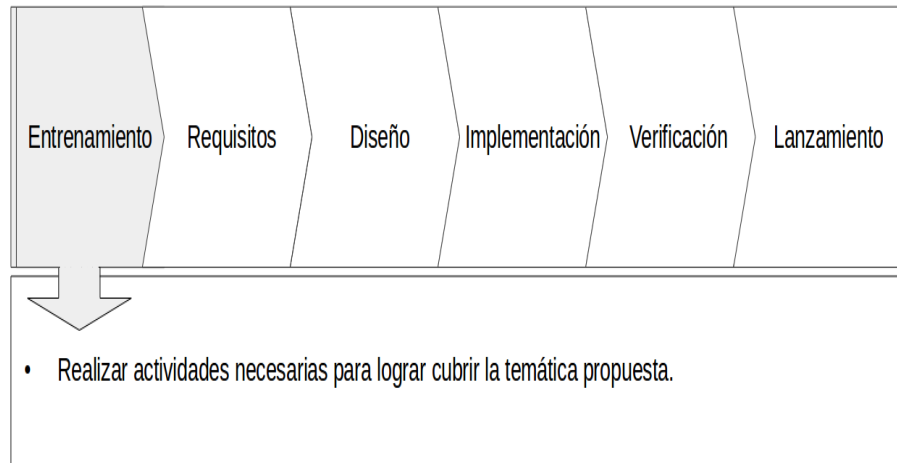 Entrenamiento
Requisitos
Diseño
Implementación
Verificación
Lanzamiento
• Realizar actividades necesarias para lograr cubrir la temática propuesta.